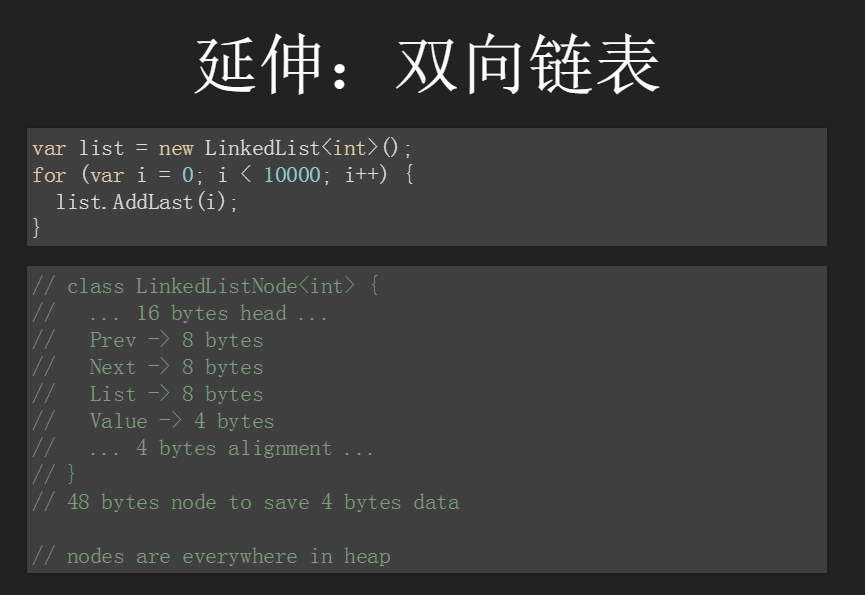 延伸：双向链表
var list = new LinkedList<int>();
for (var i = 0; i < 10000; i++) {
  list.AddLast(i);
}
// class LinkedListNode<int> {
//   ... 16 bytes head ...
//   Prev -> 8 bytes
//   Next -> 8 bytes
//   List -> 8 bytes
//   Value -> 4 bytes
//   ... 4 bytes alignment ...
// }
// 48 bytes node to save 4 bytes data
// nodes are everywhere in heap